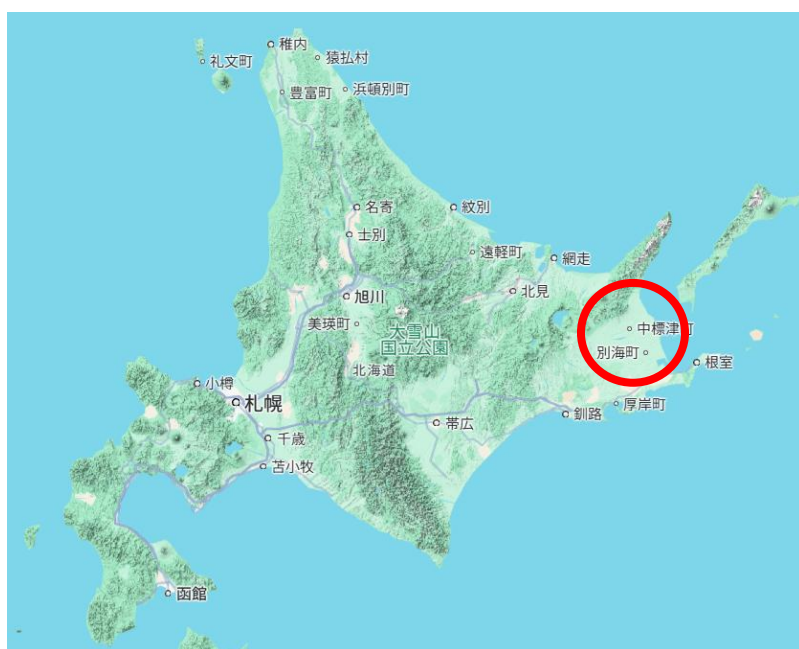 稚内
猿払村
礼文町
豊富町
浜頓別町
名寄
紋別
士別
遠軽町
網走
北見
旭川
美瑛町
大雪山
国立公園
中標津町
別海町
北海道
根室
小樽
札幌
厚岸町
釧路
帯広
千歳
苫小牧
函館